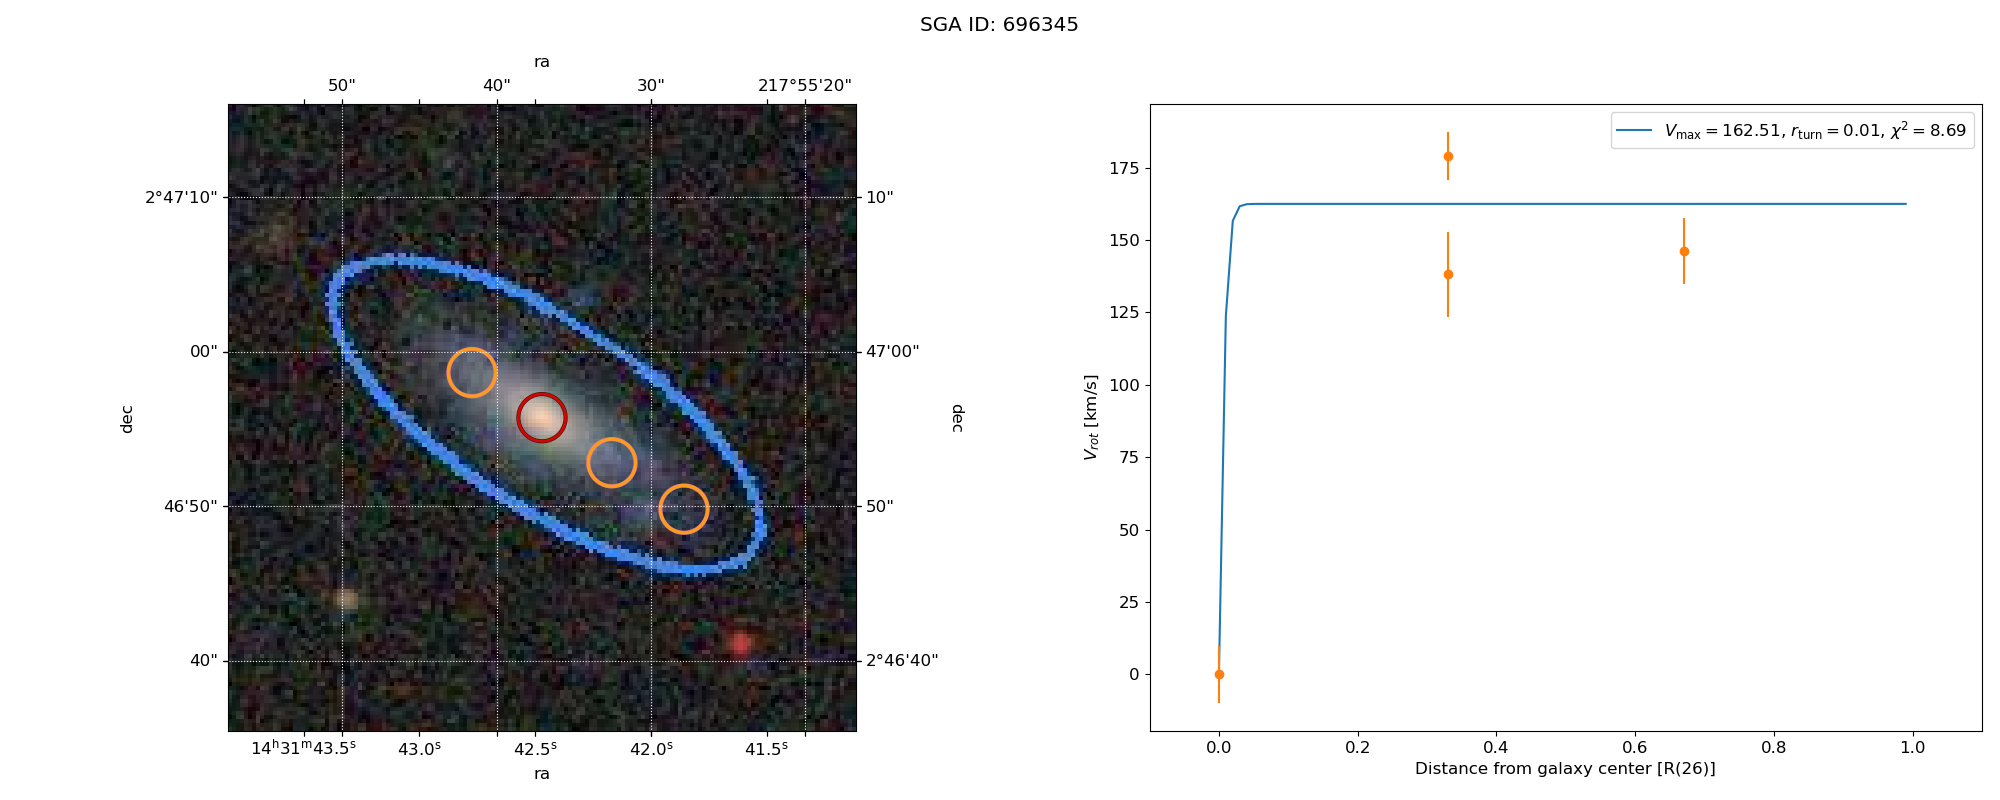 SGA ID: 696345
ra
50" 40" 30" 217°55'20"
2°47'10"
00"
46'50"
40"
dec
10"
47'00"
50"
2°46'40"
dec
14ʰ31ᵐ43.5ˢ 43.0ˢ 42.5ˢ 42.0ˢ 41.5ˢ
ra
V_max = 162.51, r_turn = 0.01, χ² = 8.69
175
150
125
100
75
50
25
0
V_rot [km/s]
0.0 0.2 0.4 0.6 0.8 1.0
Distance from galaxy center [R(26)]